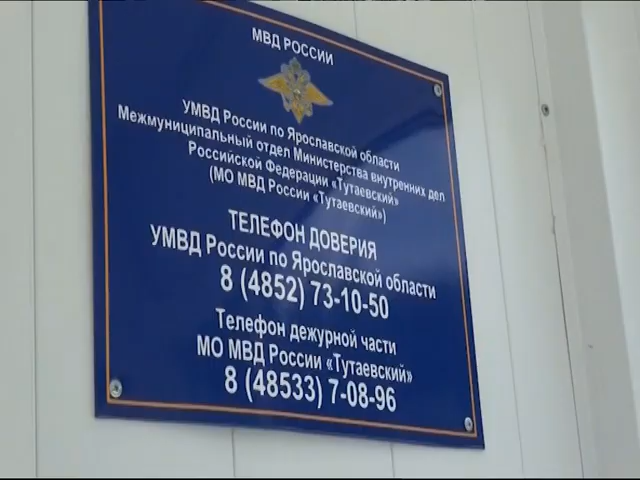 МВД РОССИИ
УМВД России по Ярославской области
Межмуниципальный отдел Министерства внутренних дел
Российской Федерации «Тутаевский»
(МО МВД России «Тутаевский»)
ТЕЛЕФОН ДОВЕРИЯ
УМВД России по Ярославской области
8 (4852) 73-10-50
Телефон дежурной части
МО МВД России «Тутаевский»
8 (48533) 7-08-96